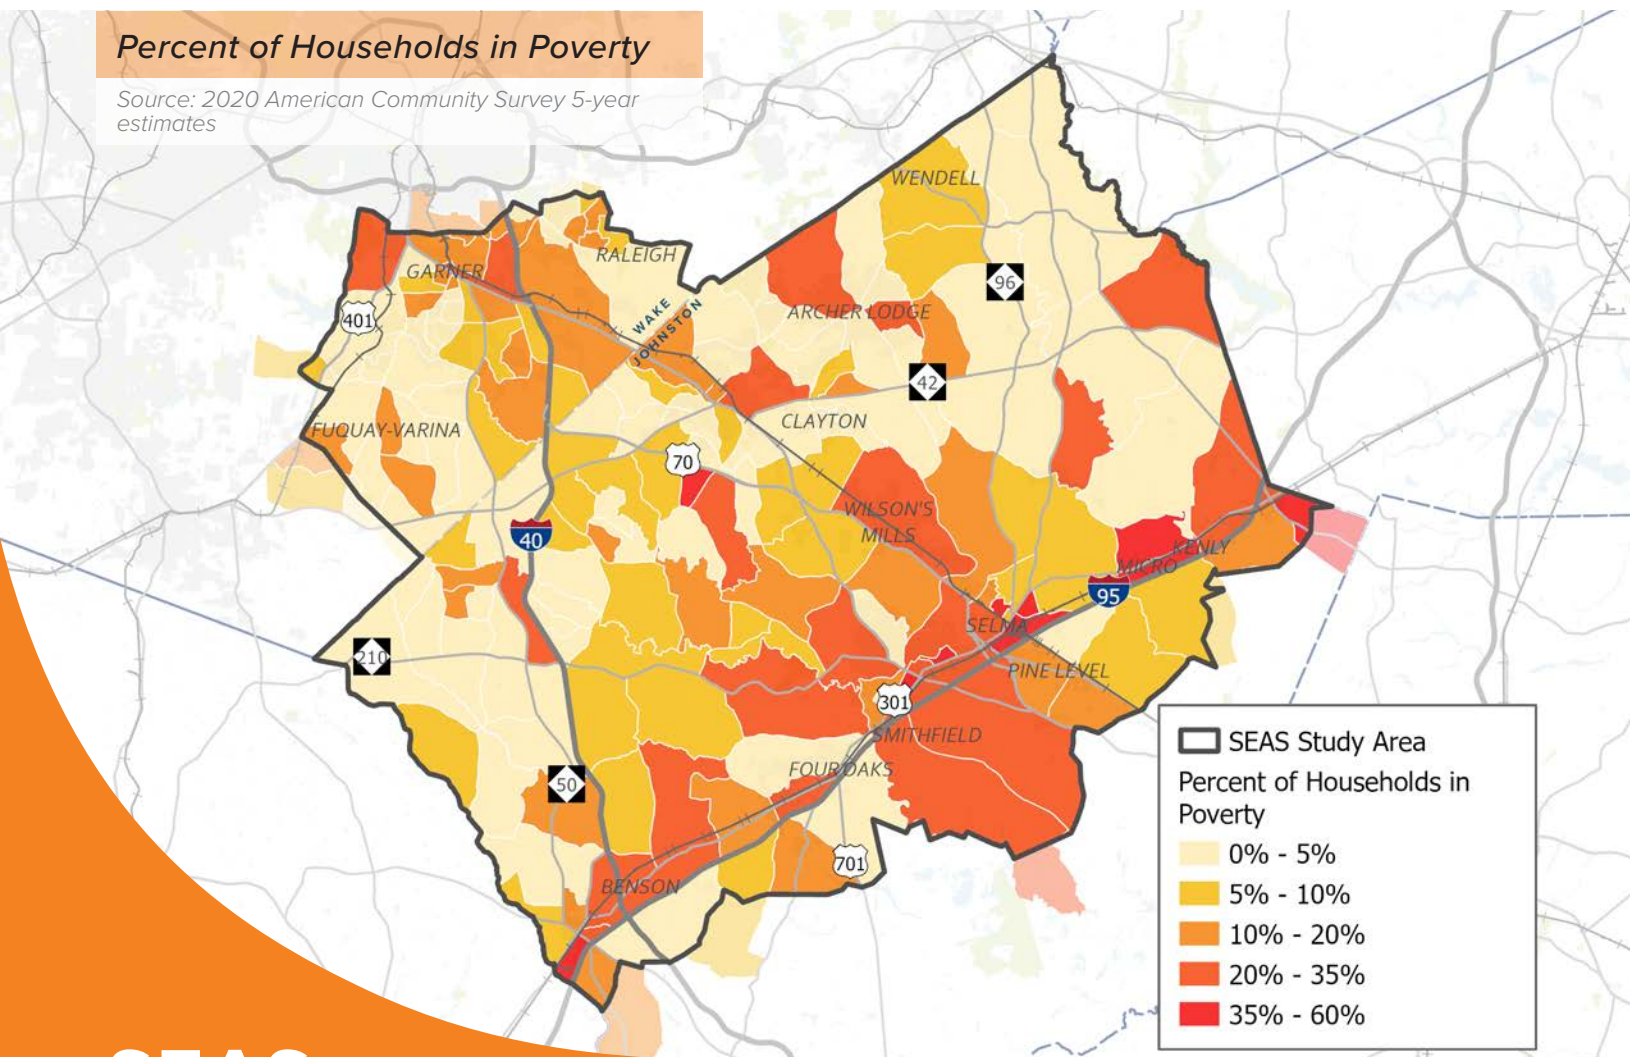 Percent of Households in Poverty
Source: 2020 American Community Survey 5-year
estimates
WENDELL
RALEIGH
GARNER
96
WAKE
JOHNSTON
ARCHER LODGE
401
42
CLAYTON
FUQUAY-VARINA
70
WILSON'S
MILLS
40
KENLY
MICRO
95
SELMA
210
PINE LEVEL
301
SMITHFIELD
FOUR OAKS
50
701
BENSON
SEAS Study Area
Percent of Households in
Poverty
0% - 5%
5% - 10%
10% - 20%
20% - 35%
35% - 60%
SEAS